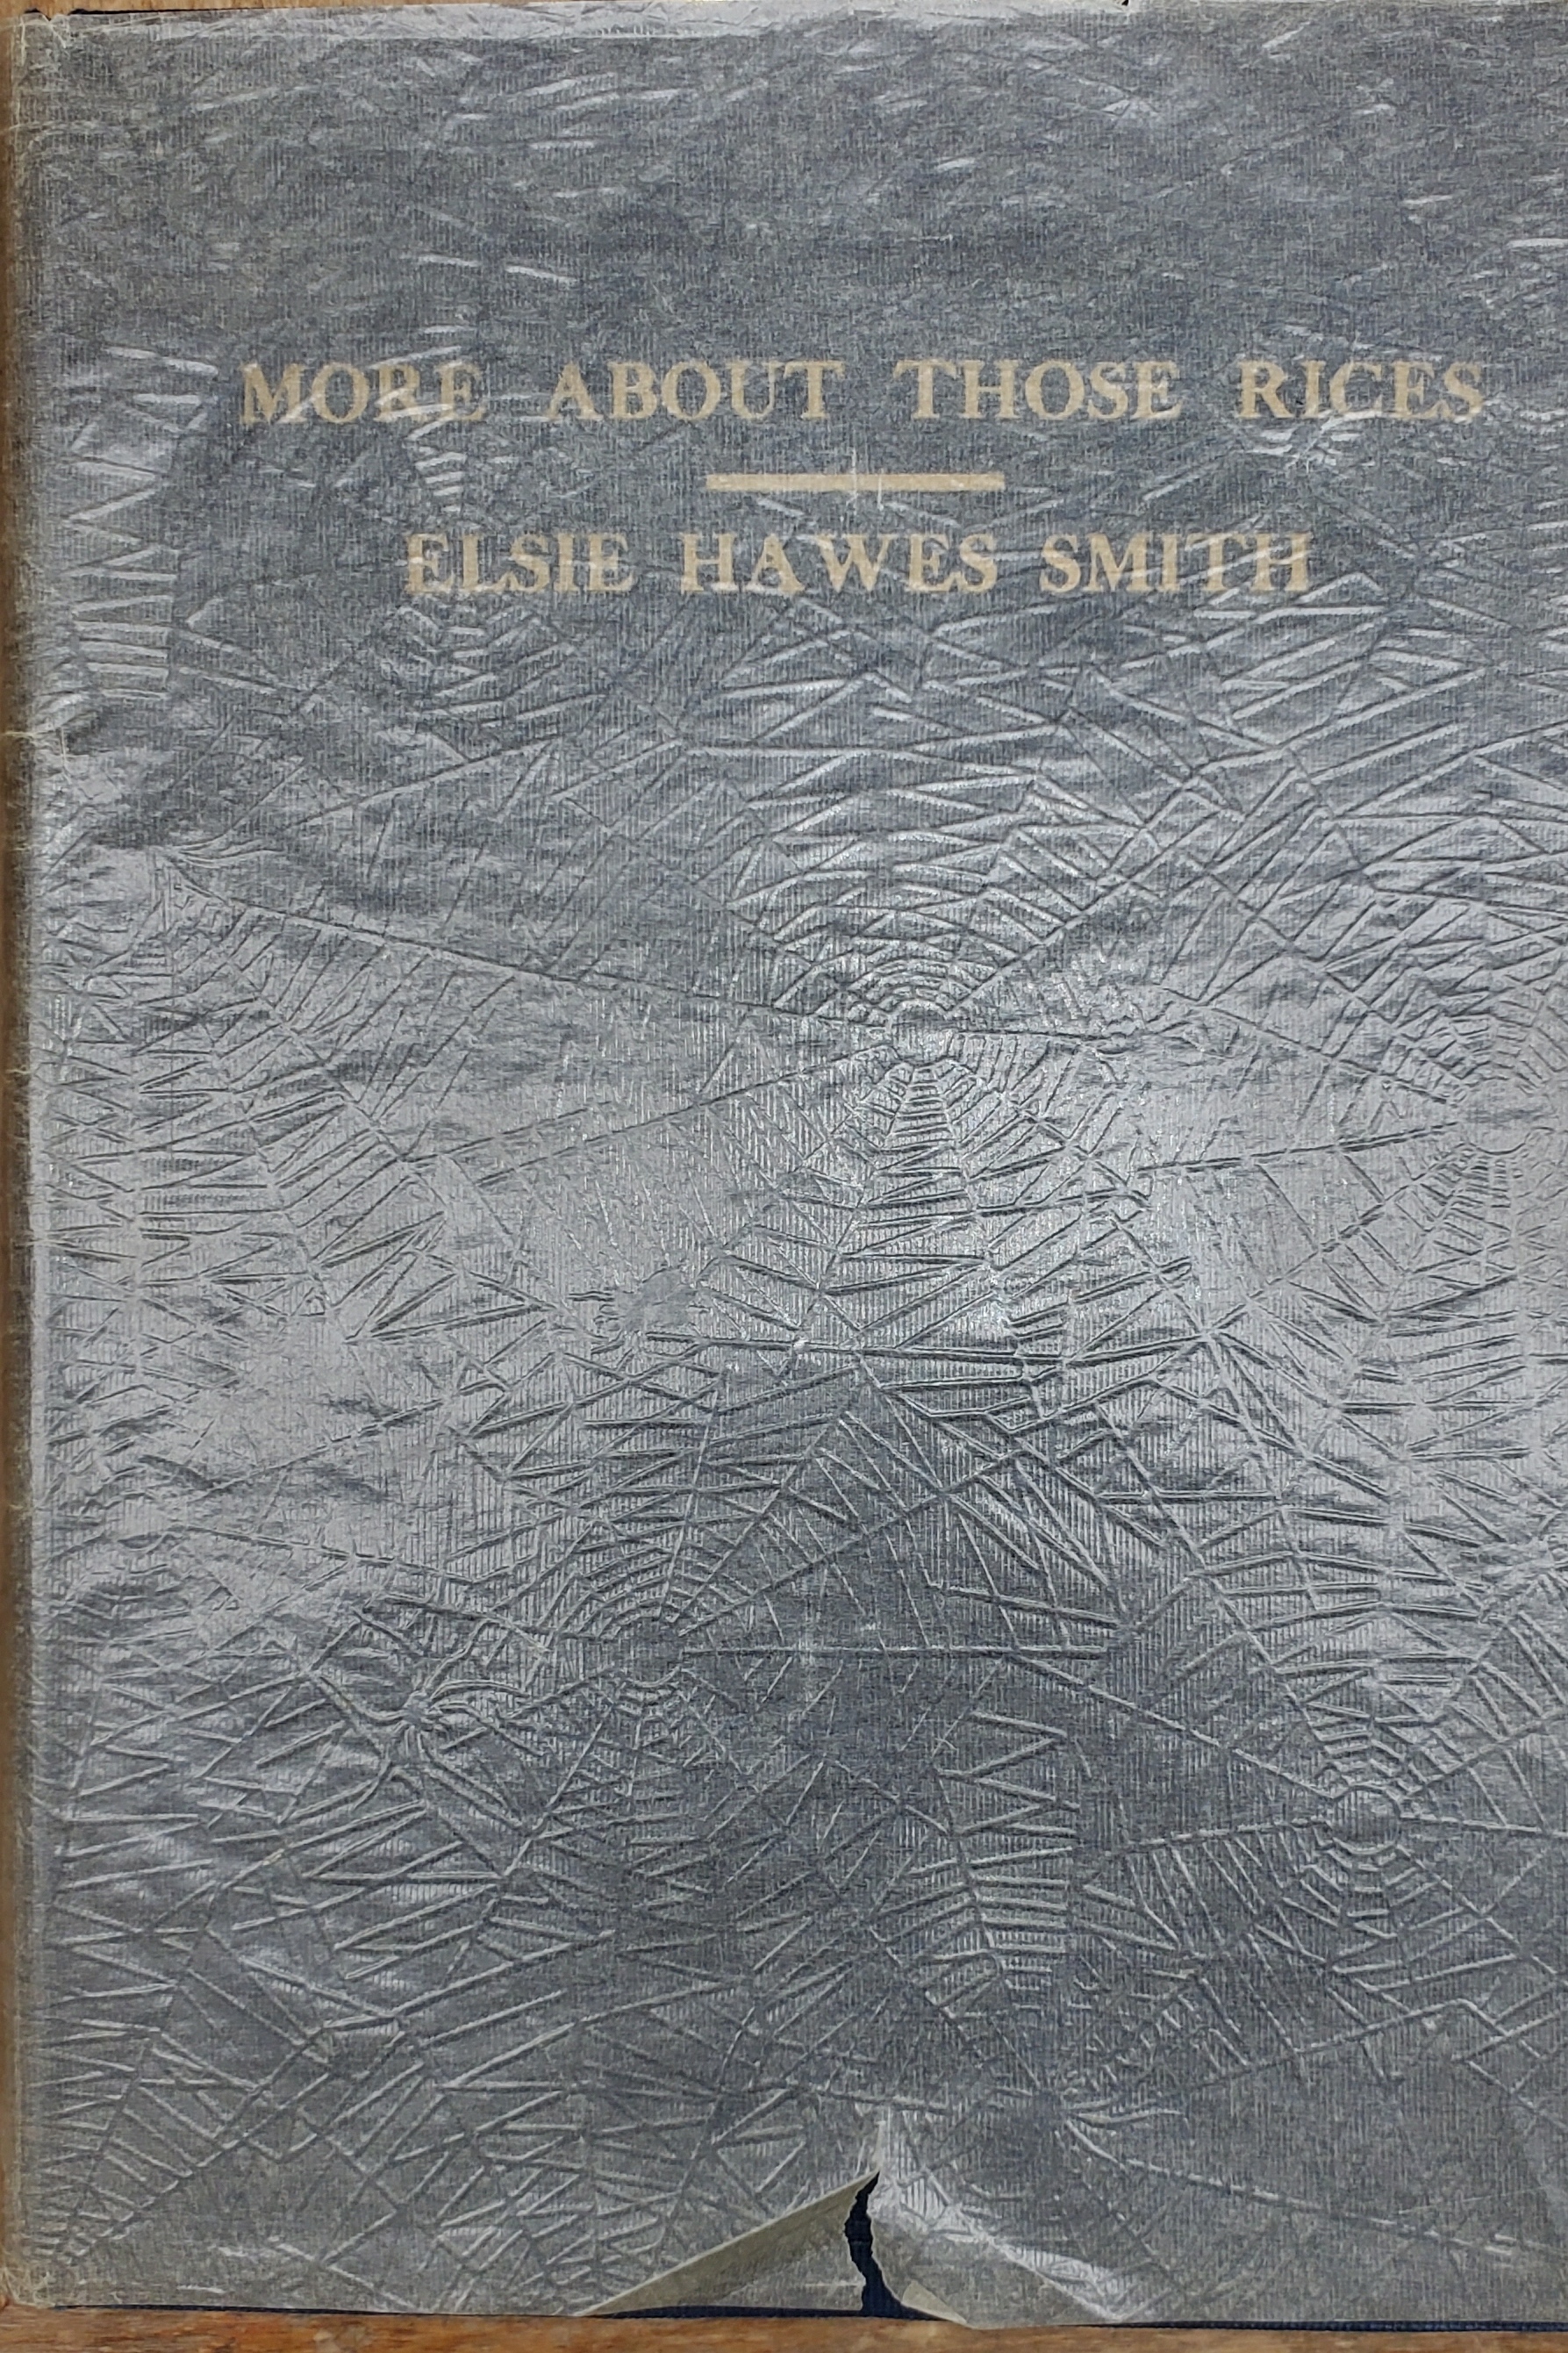 MORE ABOUT THOSE RICES
ELSIE HAWES SMITH